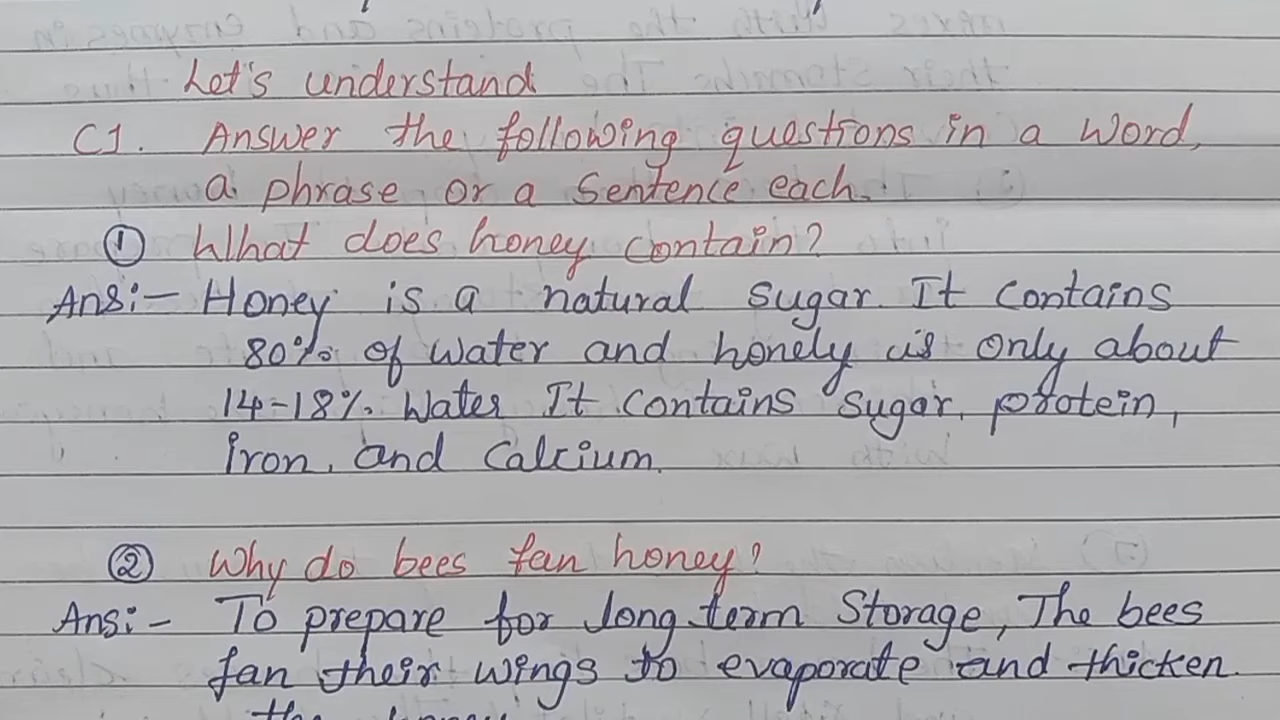 Let's understand
C1. Answer the following questions in a word,
a phrase or a sentence each.
① What does honey contain?
Ans:- Honey is a natural sugar. It contains
80% of water and honely is only about
14-18% water It contains sugar, protein,
iron, and calcium.
② Why do bees fan honey?
Ans:- To prepare for long term storage, The bees
fan their wings to evaporate and thicken
the honey